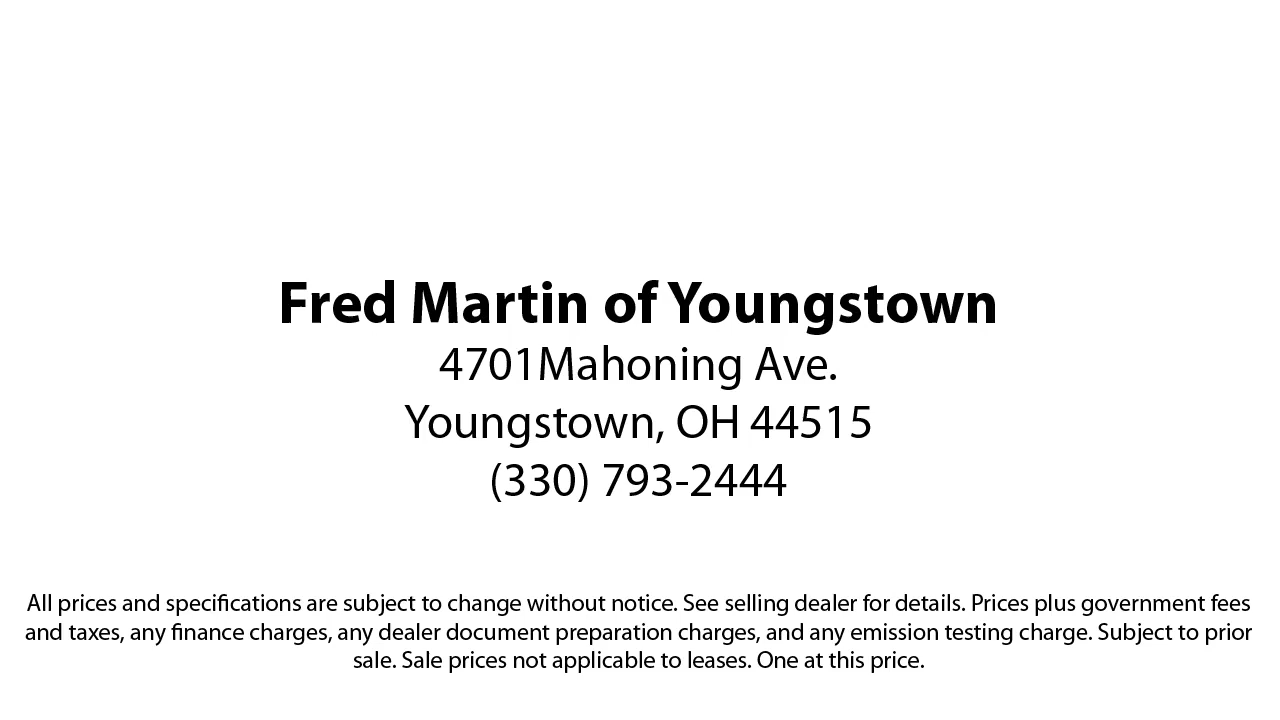 Fred Martin of Youngstown
4701Mahoning Ave.
Youngstown, OH 44515
(330) 793-2444
All prices and specifications are subject to change without notice. See selling dealer for details. Prices plus government fees
and taxes, any finance charges, any dealer document preparation charges, and any emission testing charge. Subject to prior
sale. Sale prices not applicable to leases. One at this price.